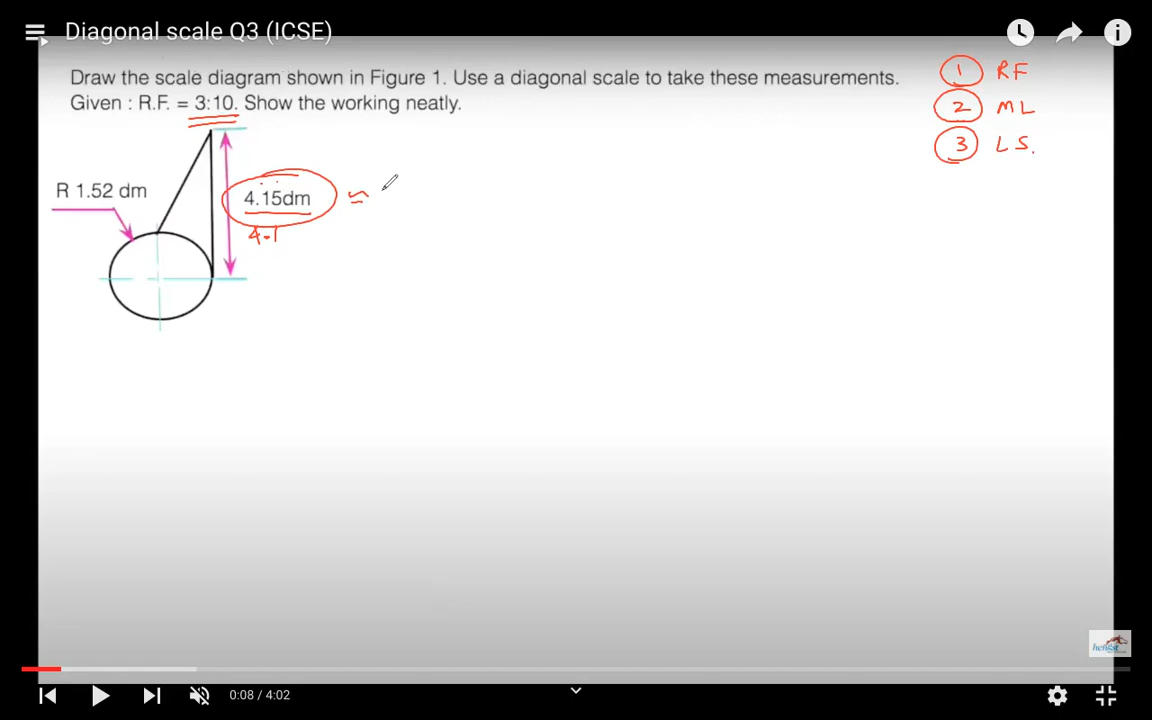 Diagonal scale Q3 (ICSE)
Draw the scale diagram shown in Figure 1. Use a diagonal scale to take these measurements.
Given : R.F. = 3:10. Show the working neatly.
1 RF
2 ML
3 L S.
R 1.52 dm
4.15dm ≈
4.1
hengst
0:08 / 4:02